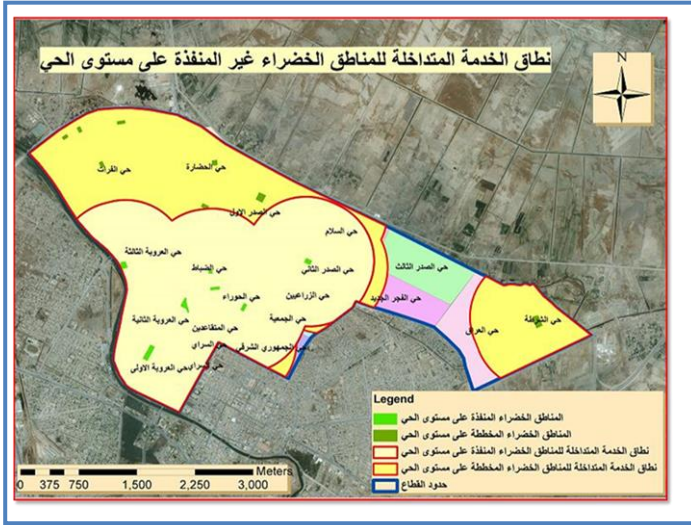 نطاق الخدمة المتداخلة للمناطق الخضراء غير المنفذة على مستوى الحي
N
حي الفرات
حي الحضارة
حي الصدر الاول
حي السلام
حي العروبة الثالثة
حي الضباط
حي الصدر الثاني
حي الصدر الثالث
حي الحوراء
حي الزراعيين
حي الفجر الجديد
حي العروبة الثانية
حي المتقاعدين
حي الجمعية
حي العراق
حي السراي
حي الجمهوري الشرقي
حي العروبة الاولى
Legend
المناطق الخضراء المنفذة على مستوى الحي
المناطق الخضراء المخططة على مستوى الحي
نطاق الخدمة المتداخلة للمناطق الخضراء المنفذة على مستوى الحي
نطاق الخدمة المتداخلة للمناطق الخضراء المخططة على مستوى الحي
حدود القطاع
Meters
0 375 750 1,500 2,250 3,000